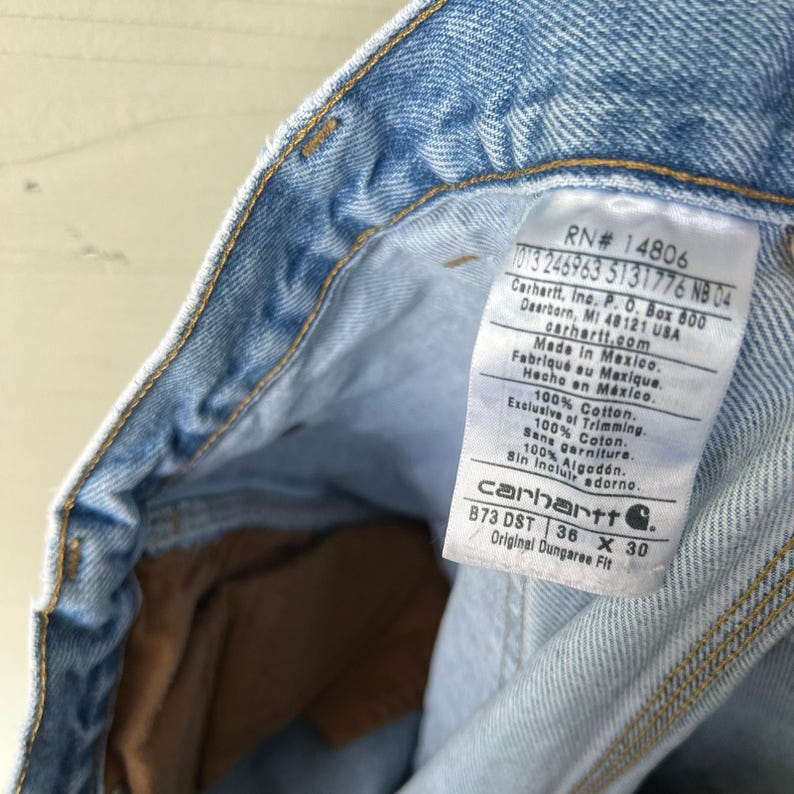 RN# 14806
1013 246963 5131776 NB 04
Carhartt, Inc. P. O. Box 600
Dearborn, MI 48121 USA
carhartt.com
Made in Mexico.
Fabriqué au Mexique.
Hecho en México.
100% Cotton.
Exclusive of Trimming.
100% Coton.
Sans garniture.
100% Algodón.
Sin incluir adorno.
carhartt
B73 DST 36 X 30
Original Dungaree Fit